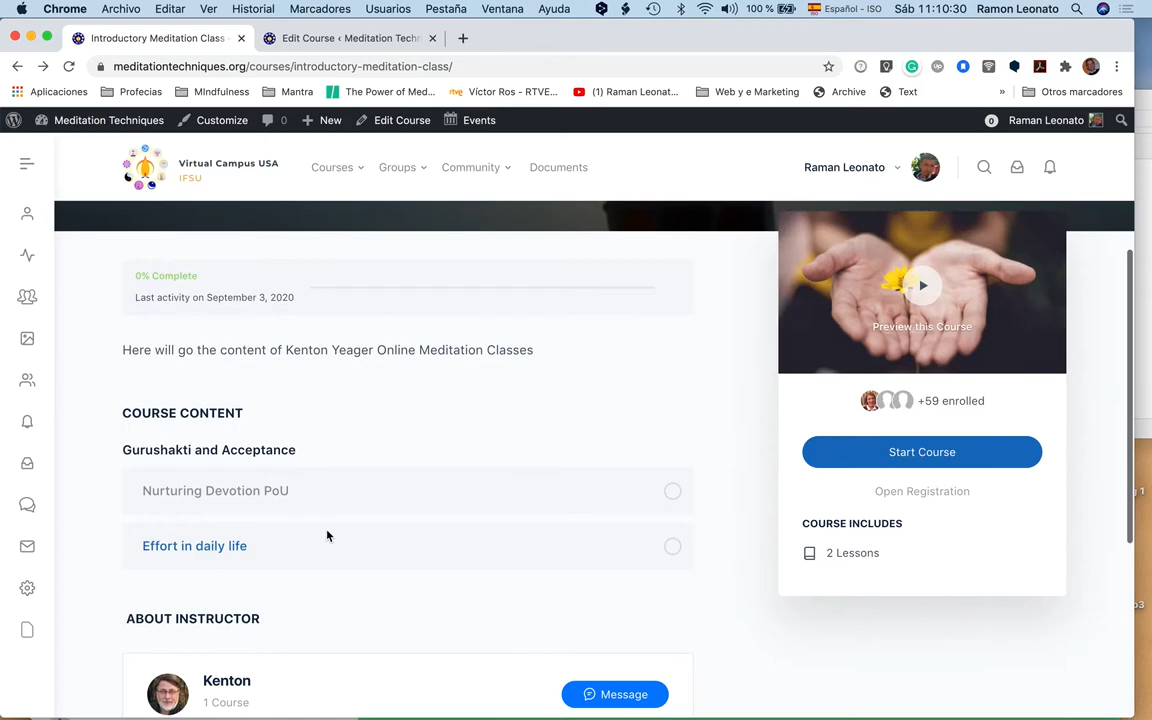 Chrome Archivo Editar Ver Historial Marcadores Usuarios Pestaña Ventana Ayuda 100 % Español - ISO Sáb 11:10:30 Ramon Leonato
Introductory Meditation Class Edit Course ‹ Meditation Techn
meditationtechniques.org/courses/introductory-meditation-class/
Aplicaciones Profecias MIndfulness Mantra The Power of Med... Víctor Ros - RTVE... (1) Raman Leonat... Web y e Marketing Archive Text » Otros marcadores
Meditation Techniques Customize 0 New Edit Course Events 0 Raman Leonato
Virtual Campus USA
IFSU
Courses Groups Community Documents Raman Leonato
0% Complete
Last activity on September 3, 2020
Preview this Course
Here will go the content of Kenton Yeager Online Meditation Classes
+59 enrolled
COURSE CONTENT
Start Course
Gurushakti and Acceptance
Nurturing Devotion PoU
Open Registration
COURSE INCLUDES
Effort in daily life
2 Lessons
ABOUT INSTRUCTOR
Kenton
1 Course
Message